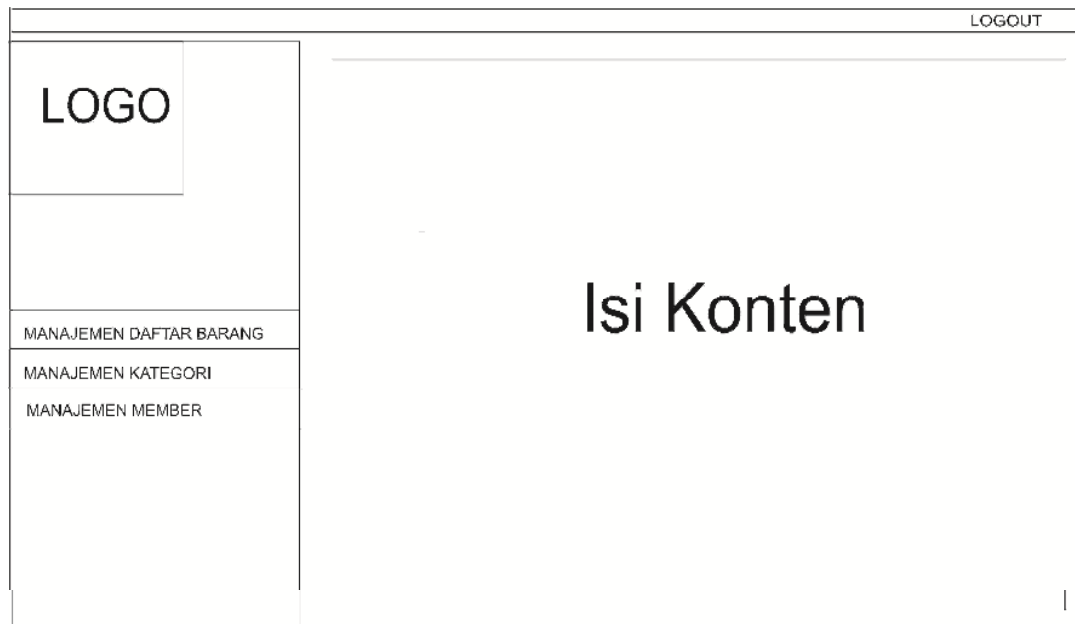 LOGOUT
LOGO
Isi Konten
MANAJEMEN DAFTAR BARANG
MANAJEMEN KATEGORI
MANAJEMEN MEMBER